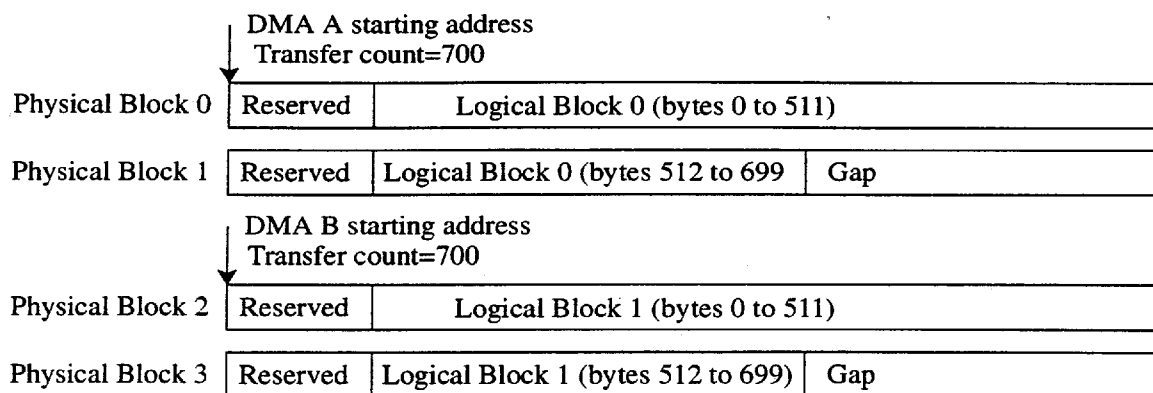 DMA A starting address
Transfer count=700
Physical Block 0 Reserved Logical Block 0 (bytes 0 to 511)
Physical Block 1 Reserved Logical Block 0 (bytes 512 to 699 Gap
DMA B starting address
Transfer count=700
Physical Block 2 Reserved Logical Block 1 (bytes 0 to 511)
Physical Block 3 Reserved Logical Block 1 (bytes 512 to 699) Gap